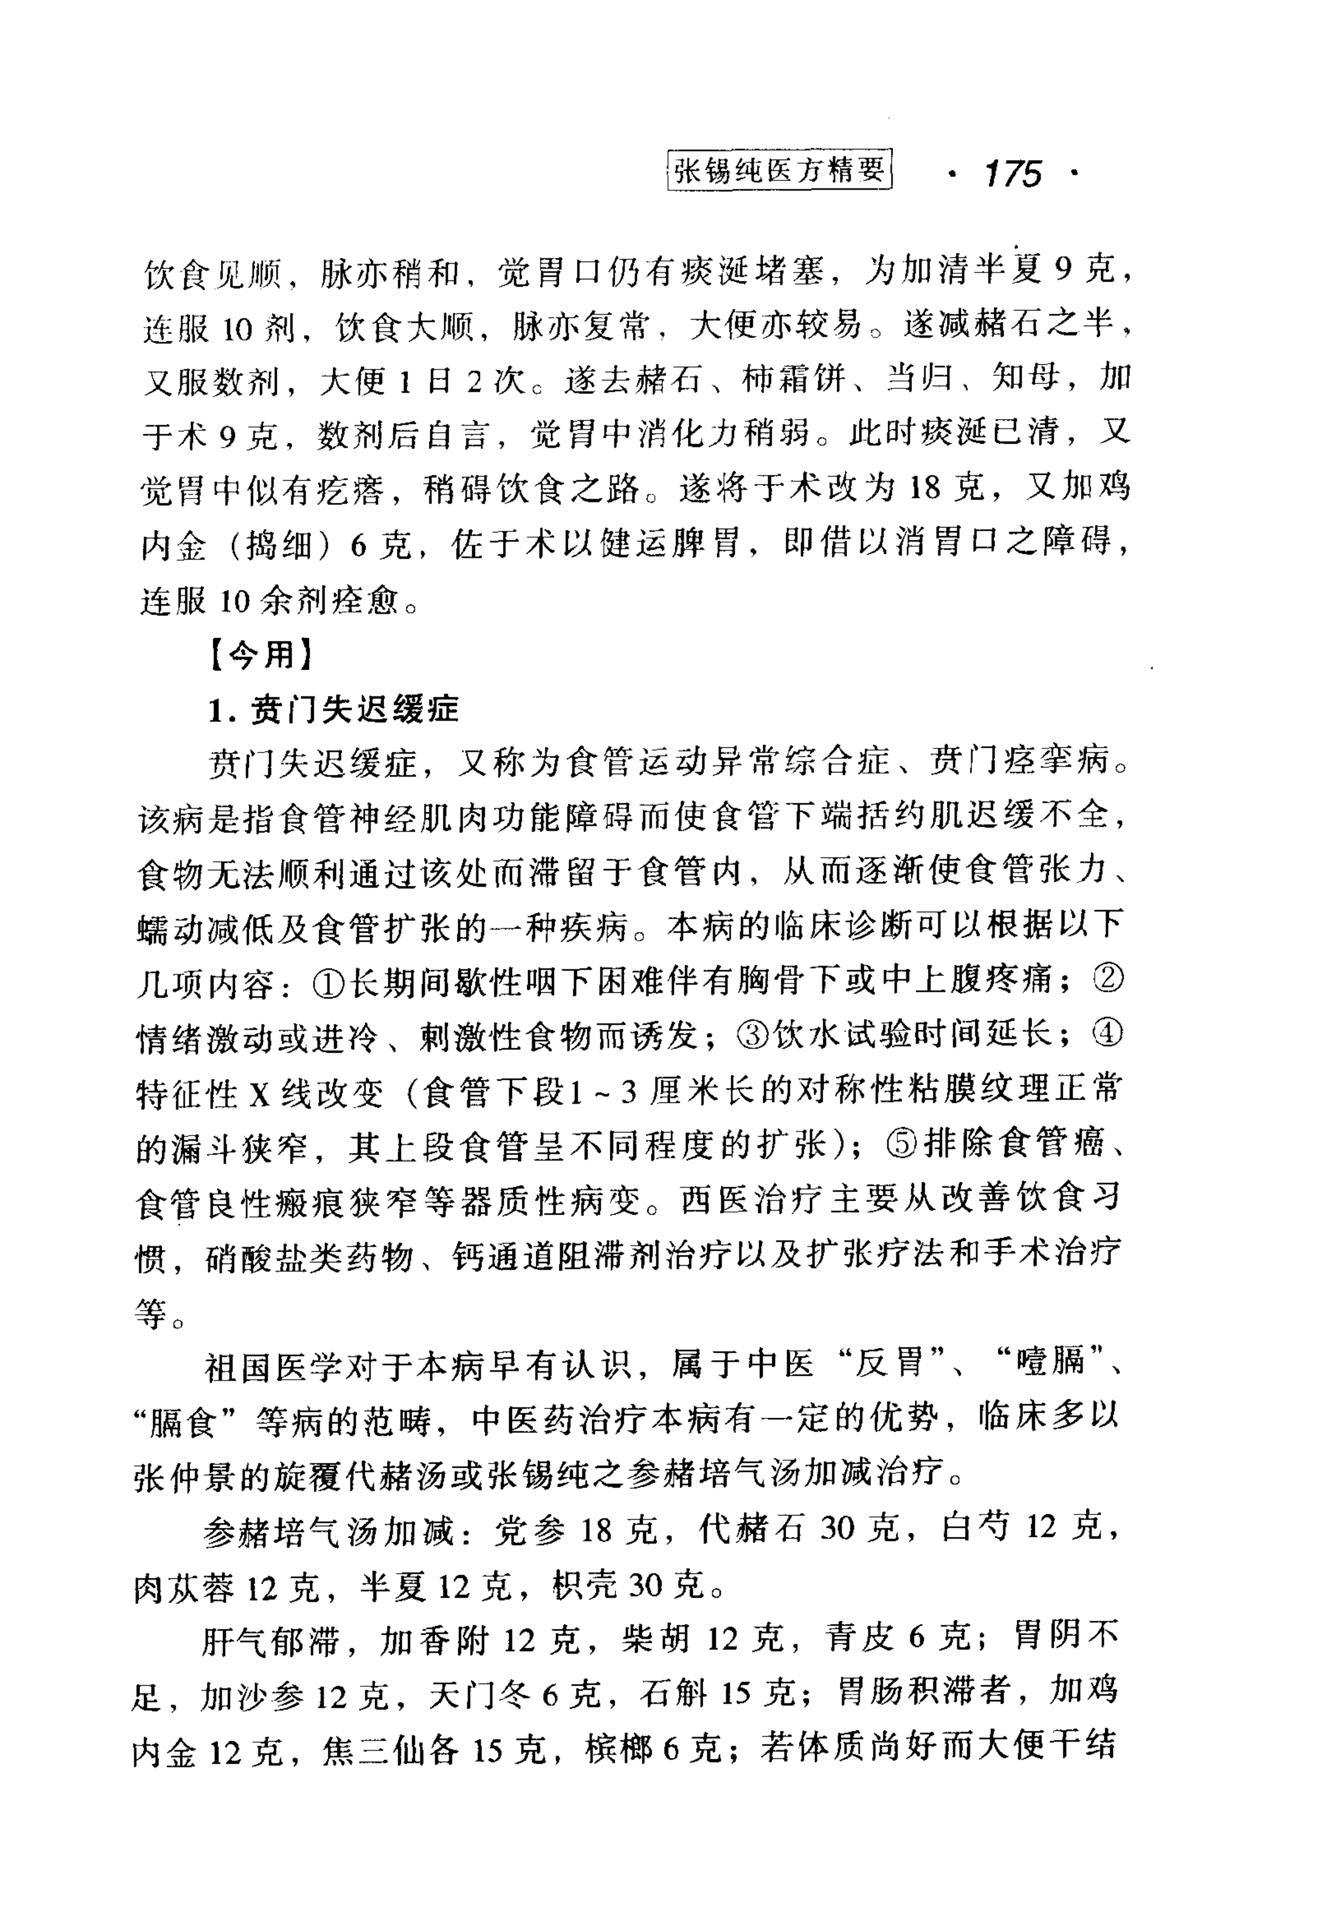 张锡纯医方精要 · 175 ·
饮食见顺，脉亦稍和，觉胃口仍有痰涎堵塞，为加清半夏 9 克，
连服 10 剂，饮食大顺，脉亦复常，大便亦较易。遂减赭石之半，
又服数剂，大便 1 日 2 次。遂去赭石、柿霜饼、当归、知母，加
于术 9 克，数剂后自言，觉胃中消化力稍弱。此时痰涎已清，又
觉胃中似有疙瘩，稍碍饮食之路。遂将于术改为 18 克，又加鸡
内金（捣细）6 克，佐于术以健运脾胃，即借以消胃口之障碍，
连服 10 余剂痊愈。
【今用】
1. 贲门失迟缓症
贲门失迟缓症，又称为食管运动异常综合症、贲门痉挛病。
该病是指食管神经肌肉功能障碍而使食管下端括约肌迟缓不全，
食物无法顺利通过该处而滞留于食管内，从而逐渐使食管张力、
蠕动减低及食管扩张的一种疾病。本病的临床诊断可以根据以下
几项内容：①长期间歇性咽下困难伴有胸骨下或中上腹疼痛；②
情绪激动或进冷、刺激性食物而诱发；③饮水试验时间延长；④
特征性 X 线改变（食管下段1～3 厘米长的对称性粘膜纹理正常
的漏斗狭窄，其上段食管呈不同程度的扩张）；⑤排除食管癌、
食管良性瘢痕狭窄等器质性病变。西医治疗主要从改善饮食习
惯，硝酸盐类药物、钙通道阻滞剂治疗以及扩张疗法和手术治疗
等。
祖国医学对于本病早有认识，属于中医“反胃”、“噎膈”、
“膈食”等病的范畴，中医药治疗本病有一定的优势，临床多以
张仲景的旋覆代赭汤或张锡纯之参赭培气汤加减治疗。
参赭培气汤加减：党参 18 克，代赭石 30 克，白芍 12 克，
肉苁蓉 12 克，半夏 12 克，枳壳 30 克。
肝气郁滞，加香附 12 克，柴胡 12 克，青皮 6 克；胃阴不
足，加沙参 12 克，天门冬 6 克，石斛 15 克；胃肠积滞者，加鸡
内金 12 克，焦三仙各 15 克，槟榔 6 克；若体质尚好而大便干结